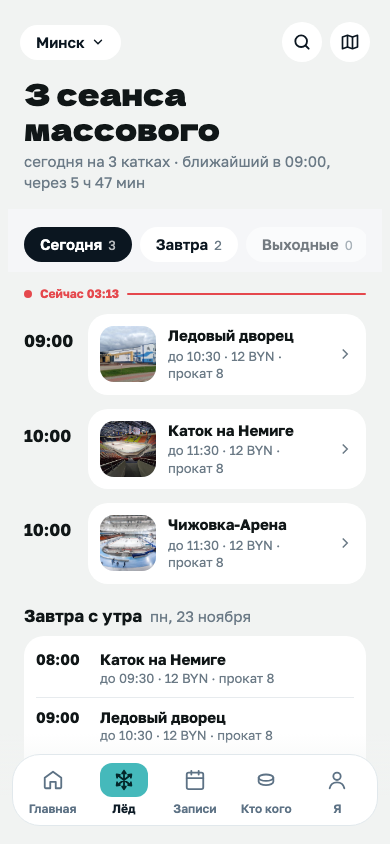 Минск
3 сеанса
массового
сегодня на 3 катках · ближайший в 09:00,
через 5 ч 47 мин
Сегодня 3
Завтра 2
Выходные 0
Сейчас 03:13
09:00
Ледовый дворец
до 10:30 · 12 BYN ·
прокат 8
10:00
Каток на Немиге
до 11:30 · 12 BYN ·
прокат 8
10:00
Чижовка-Арена
до 11:30 · 12 BYN ·
прокат 8
Завтра с утра пн, 23 ноября
08:00
Каток на Немиге
до 09:30 · 12 BYN · прокат 8
09:00
Ледовый дворец
до 10:30 · 12 BYN · прокат 8
Главная
Лёд
Записи
Кто кого
Я